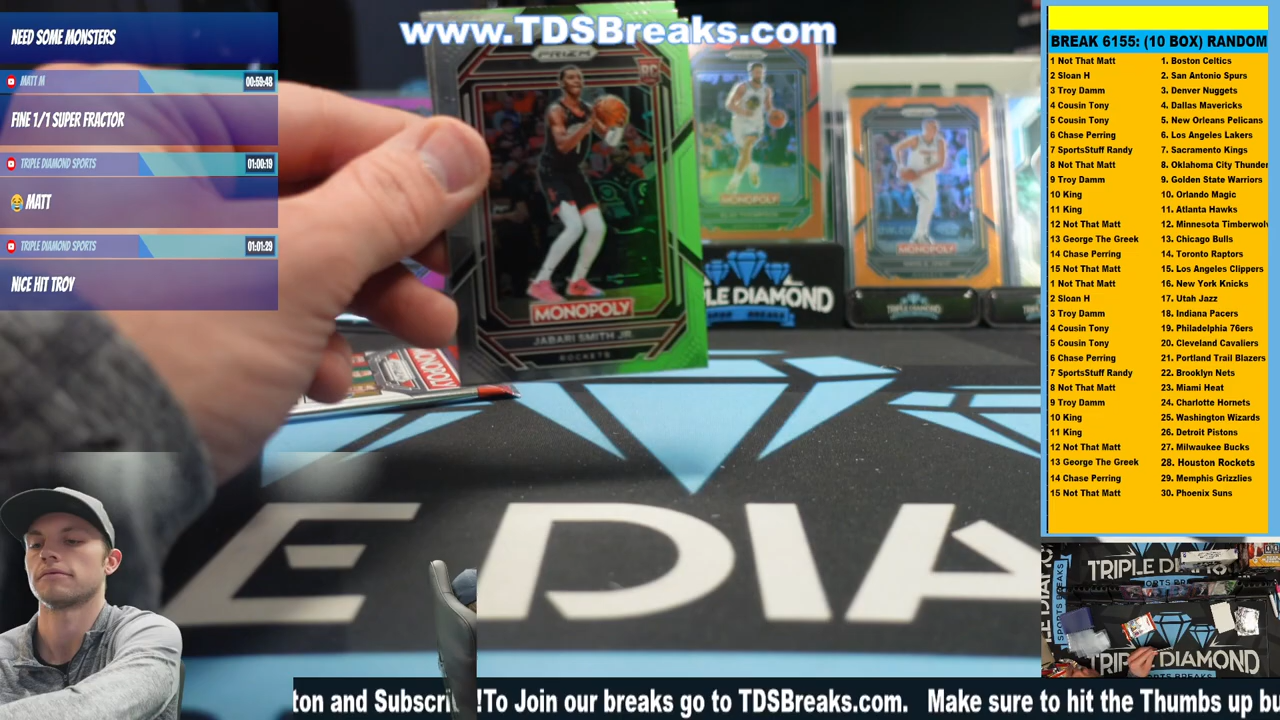 NEED SOME MONSTERS
MATT M 00:59:48
FINE 1/1 SUPER FRACTOR
TRIPLE DIAMOND SPORTS 01:00:19
😂 MATT
TRIPLE DIAMOND SPORTS 01:01:29
NICE HIT TROY
www.TDSBreaks.com
PRIZM
RC
MONOPOLY
JABARI SMITH JR.
ROCKETS
MONOPOLY
MONOPOLY
PLE DIAMOND
TRIPLE DIAMOND
MONOPOLY
E DIA
BREAK 6155: (10 BOX) RANDOM
1 Not That Matt 1. Boston Celtics
2 Sloan H 2. San Antonio Spurs
3 Troy Damm 3. Denver Nuggets
4 Cousin Tony 4. Dallas Mavericks
5 Cousin Tony 5. New Orleans Pelicans
6 Chase Perring 6. Los Angeles Lakers
7 SportsStuff Randy 7. Sacramento Kings
8 Not That Matt 8. Oklahoma City Thunder
9 Troy Damm 9. Golden State Warriors
10 King 10. Orlando Magic
11 King 11. Atlanta Hawks
12 Not That Matt 12. Minnesota Timberwolv
13 George The Greek 13. Chicago Bulls
14 Chase Perring 14. Toronto Raptors
15 Not That Matt 15. Los Angeles Clippers
1 Not That Matt 16. New York Knicks
2 Sloan H 17. Utah Jazz
3 Troy Damm 18. Indiana Pacers
4 Cousin Tony 19. Philadelphia 76ers
5 Cousin Tony 20. Cleveland Cavaliers
6 Chase Perring 21. Portland Trail Blazers
7 SportsStuff Randy 22. Brooklyn Nets
8 Not That Matt 23. Miami Heat
9 Troy Damm 24. Charlotte Hornets
10 King 25. Washington Wizards
11 King 26. Detroit Pistons
12 Not That Matt 27. Milwaukee Bucks
13 George The Greek 28. Houston Rockets
14 Chase Perring 29. Memphis Grizzlies
15 Not That Matt 30. Phoenix Suns
TRIPLE DIAMOND
SPORTS BREAKS
TRIPLE DIAMOND
ton and Subscri !To Join our breaks go to TDSBreaks.com. Make sure to hit the Thumbs up bu